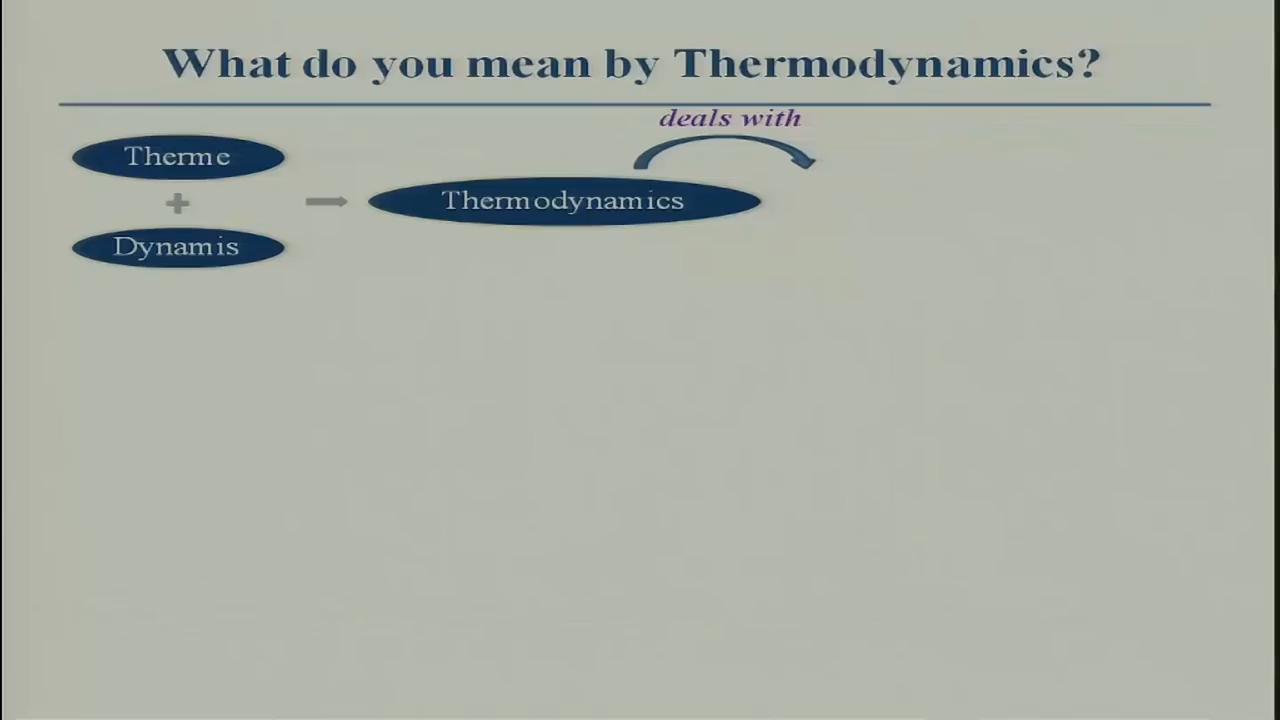 What do you mean by Thermodynamics?
deals with
Therme
+
Thermodynamics
Dynamis